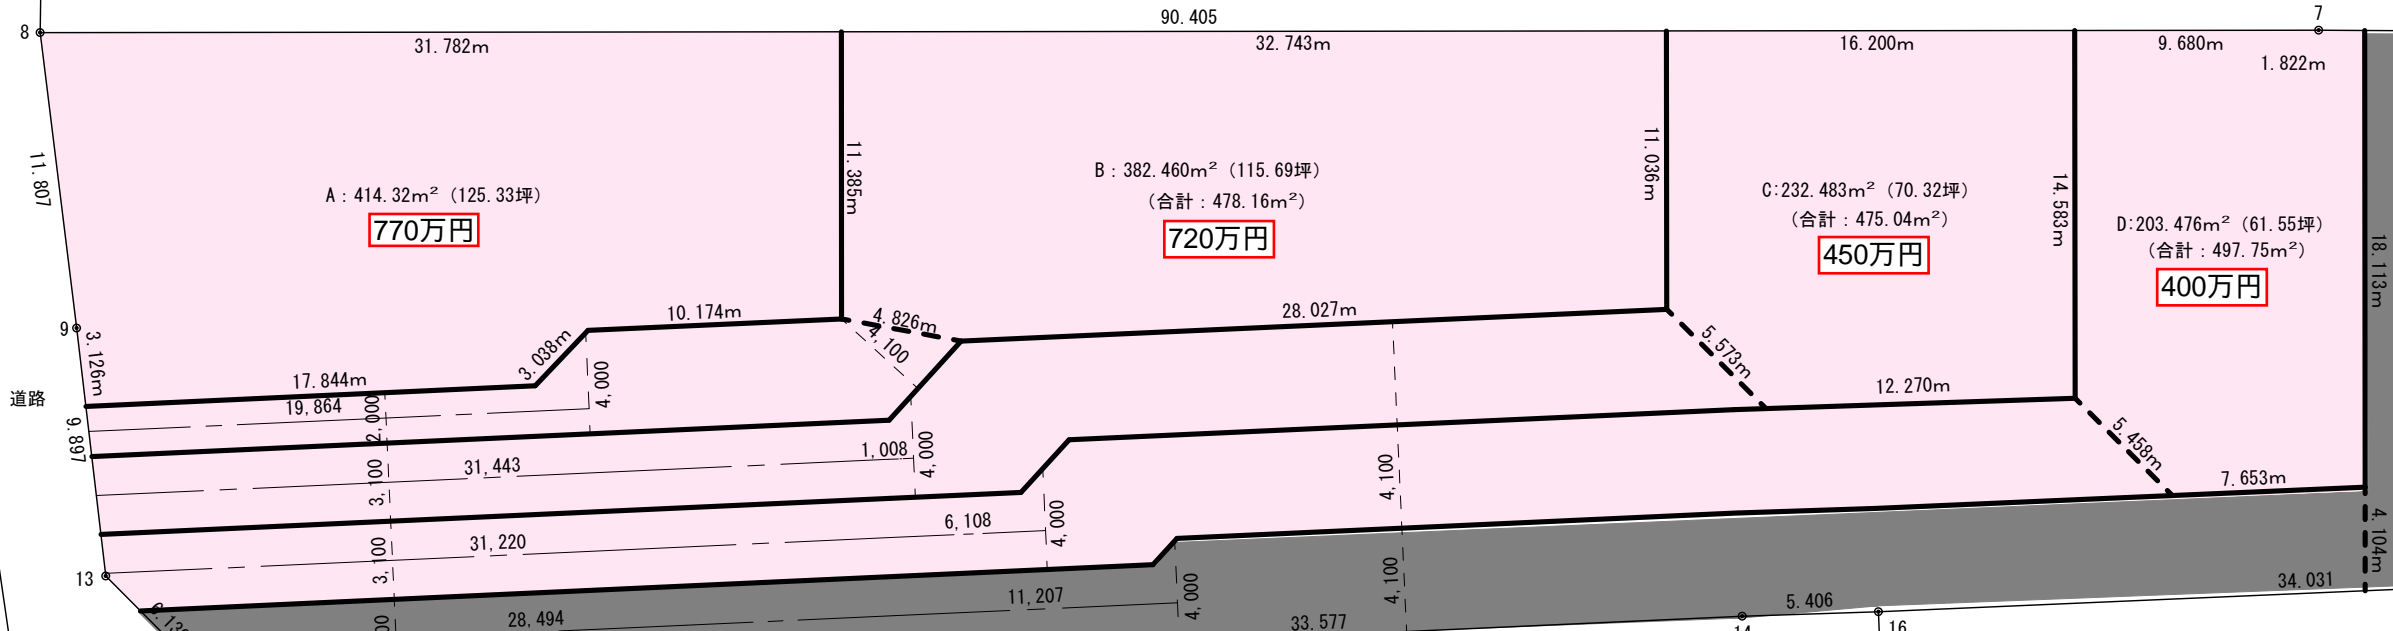 90.405
7
8
31.782m
32.743m
16.200m
9.680m
1.822m
11.807
11.385m
11.036m
14.583m
18.113m
A：414.32m²（125.33坪）
770万円
B：382.460m²（115.69坪）
（合計：478.16m²）
720万円
C:232.483m²（70.32坪）
（合計：475.04m²）
450万円
D:203.476m²（61.55坪）
（合計：497.75m²）
400万円
9
3.126m
10.174m
4.826m
4,100
28.027m
5.573m
3.038m
17.844m
19,864
2,000
4,000
12.270m
道路
9.897
31,443
1,008
4,000
3,100
4,100
5.458m
7.653m
4.104m
31,220
6,108
4,000
3,100
13
28,494
11,207
4,000
4,100
33.577
5.406
34.031
16